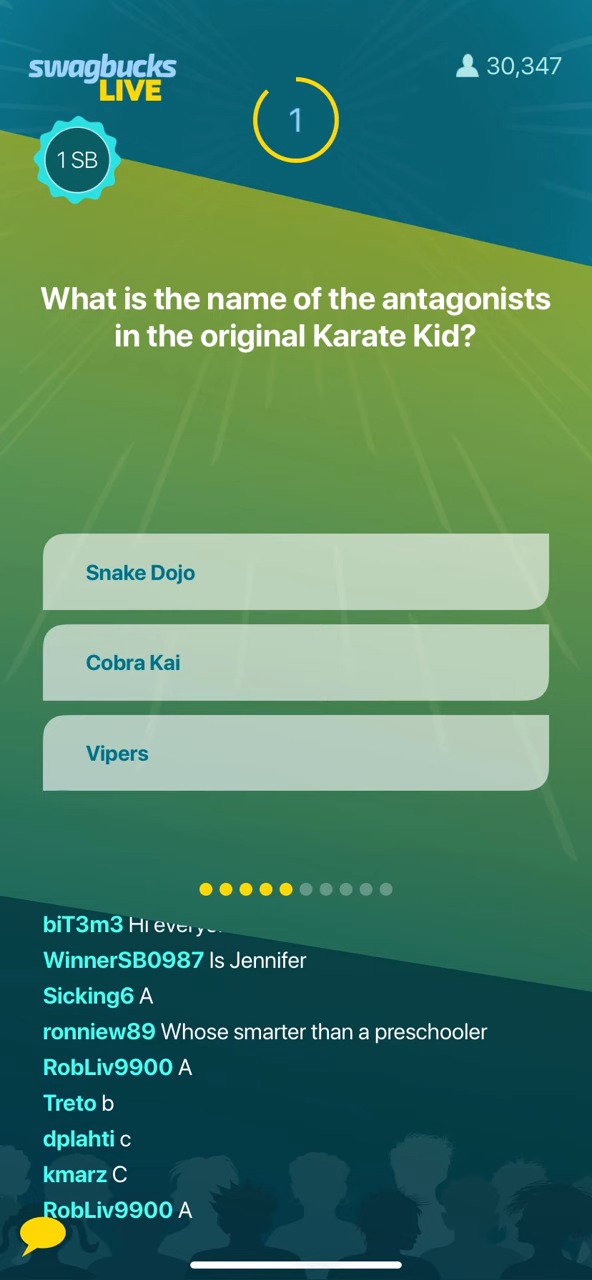 swagbucks
LIVE
30,347
1
1 SB
What is the name of the antagonists
in the original Karate Kid?
Snake Dojo
Cobra Kai
Vipers
biT3m3 Hi
WinnerSB0987 Is Jennifer
Sicking6 A
ronniew89 Whose smarter than a preschooler
RobLiv9900 A
Treto b
dplahti c
kmarz C
RobLiv9900 A